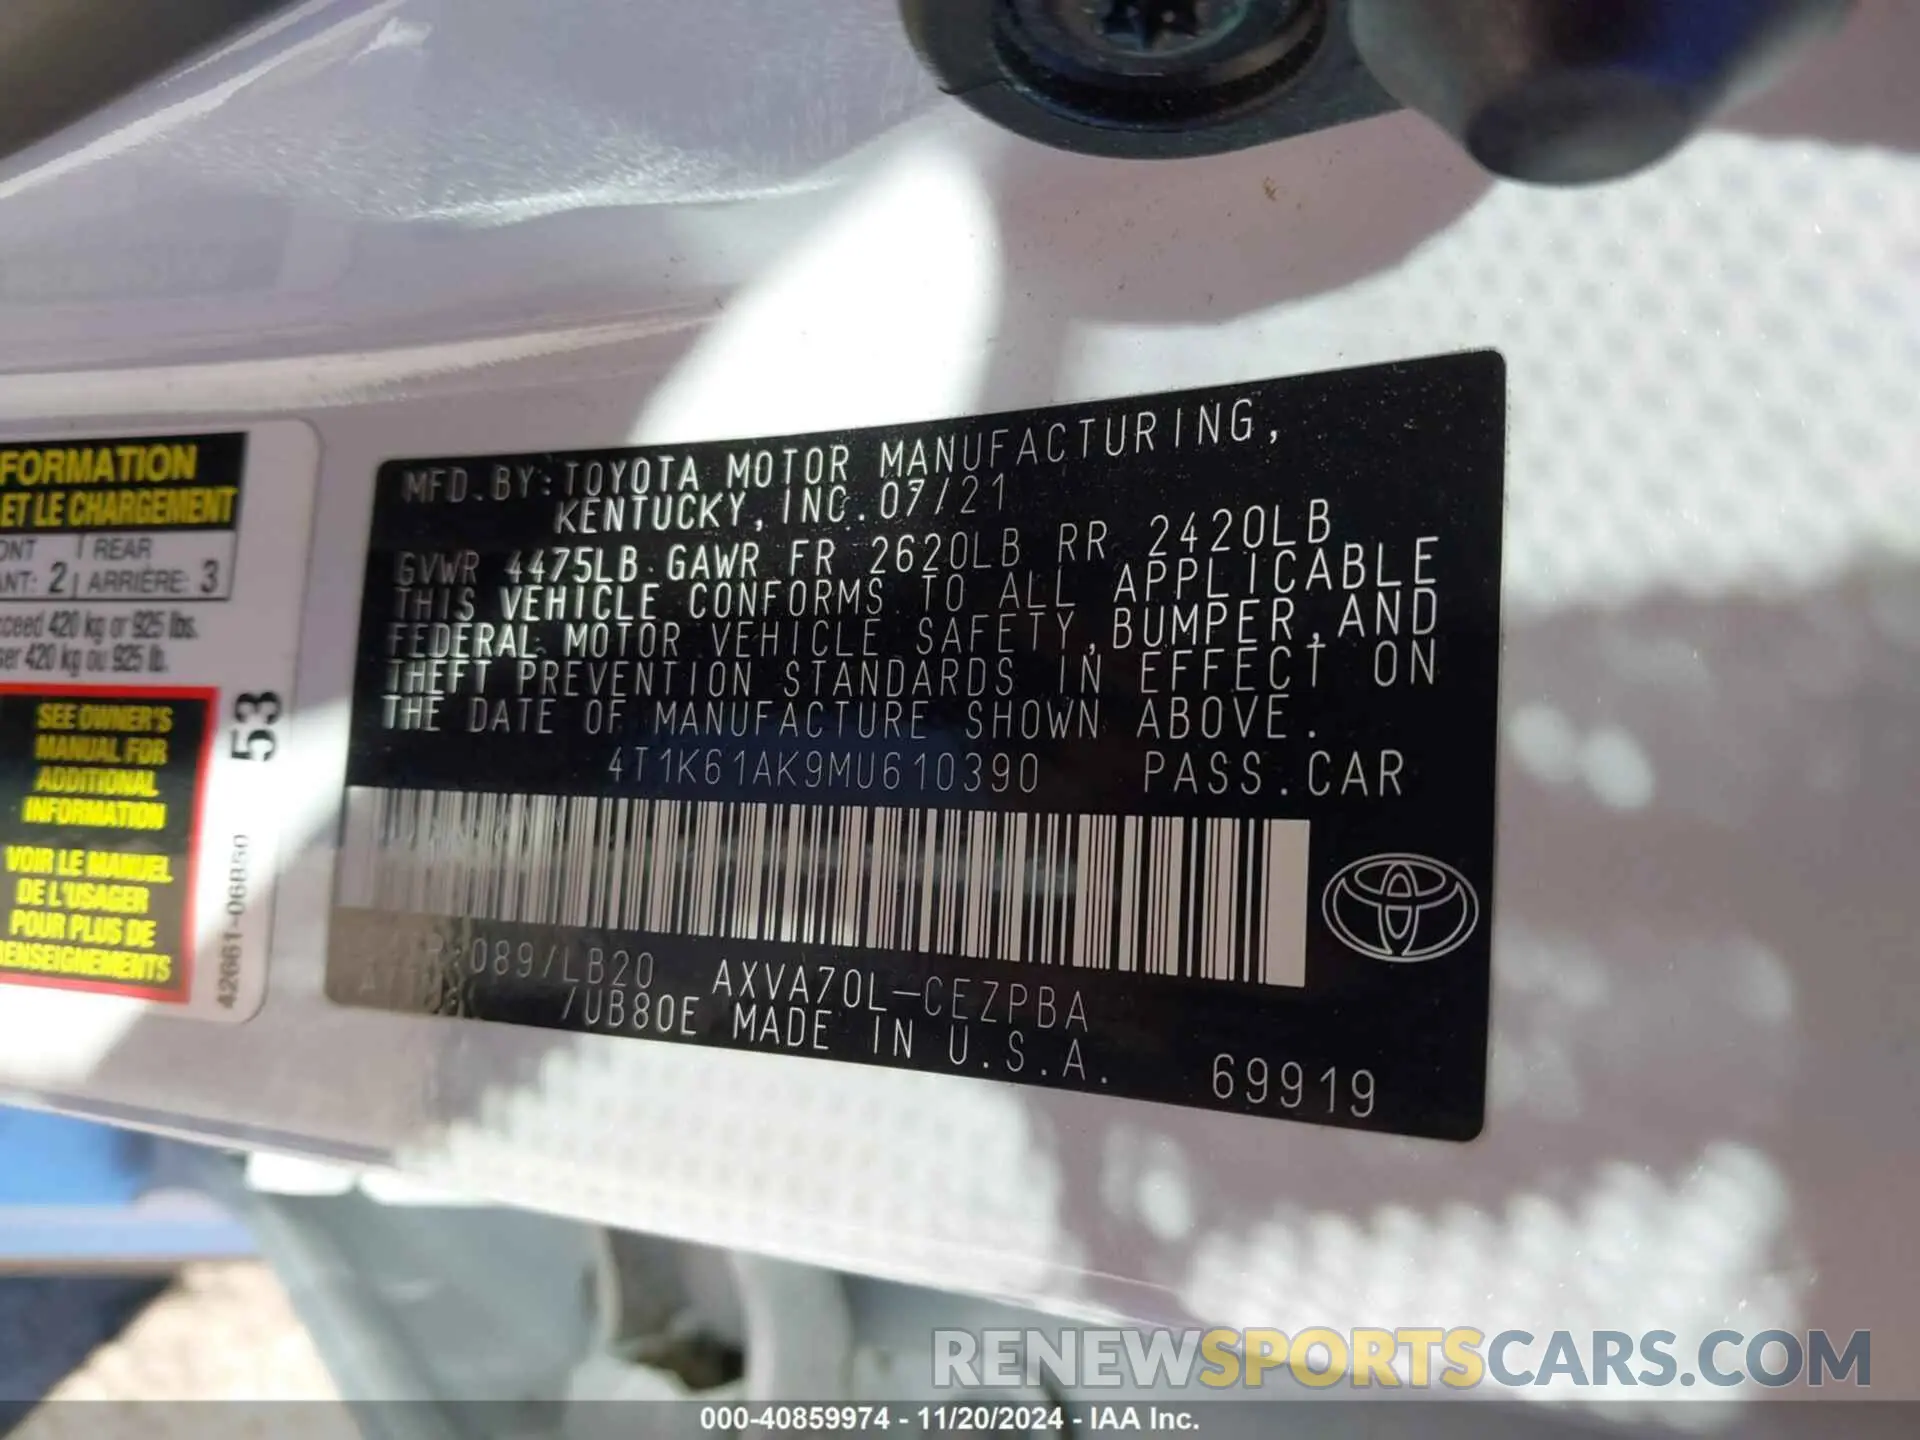 MFD.BY:TOYOTA MOTOR MANUFACTURING,
KENTUCKY, INC. 07/21
GVWR 4475LB GAWR FR 2620LB RR 2420LB
THIS VEHICLE CONFORMS TO ALL APPLICABLE
FEDERAL MOTOR VEHICLE SAFETY, BUMPER, AND
THEFT PREVENTION STANDARDS IN EFFECT ON
THE DATE OF MANUFACTURE SHOWN ABOVE.
4T1K61AK9MU610390 PASS.CAR
089/LB20 AXVA70L-CEZPBA
/UB80E MADE IN U.S.A.
69919
FORMATION
ET LE CHARGEMENT
ONT REAR
ANT: 2 ARRIÈRE: 3
ceed 420 kg or 925 lbs.
ser 420 kg ou 925 lb.
SEE OWNER'S
MANUAL FOR
ADDITIONAL
INFORMATION
VOIR LE MANUEL
DE L'USAGER
POUR PLUS DE
RENSEIGNEMENTS
53
42661-06B50
RENEWSPORTSCARS.COM
000-40859974 - 11/20/2024 - IAA Inc.